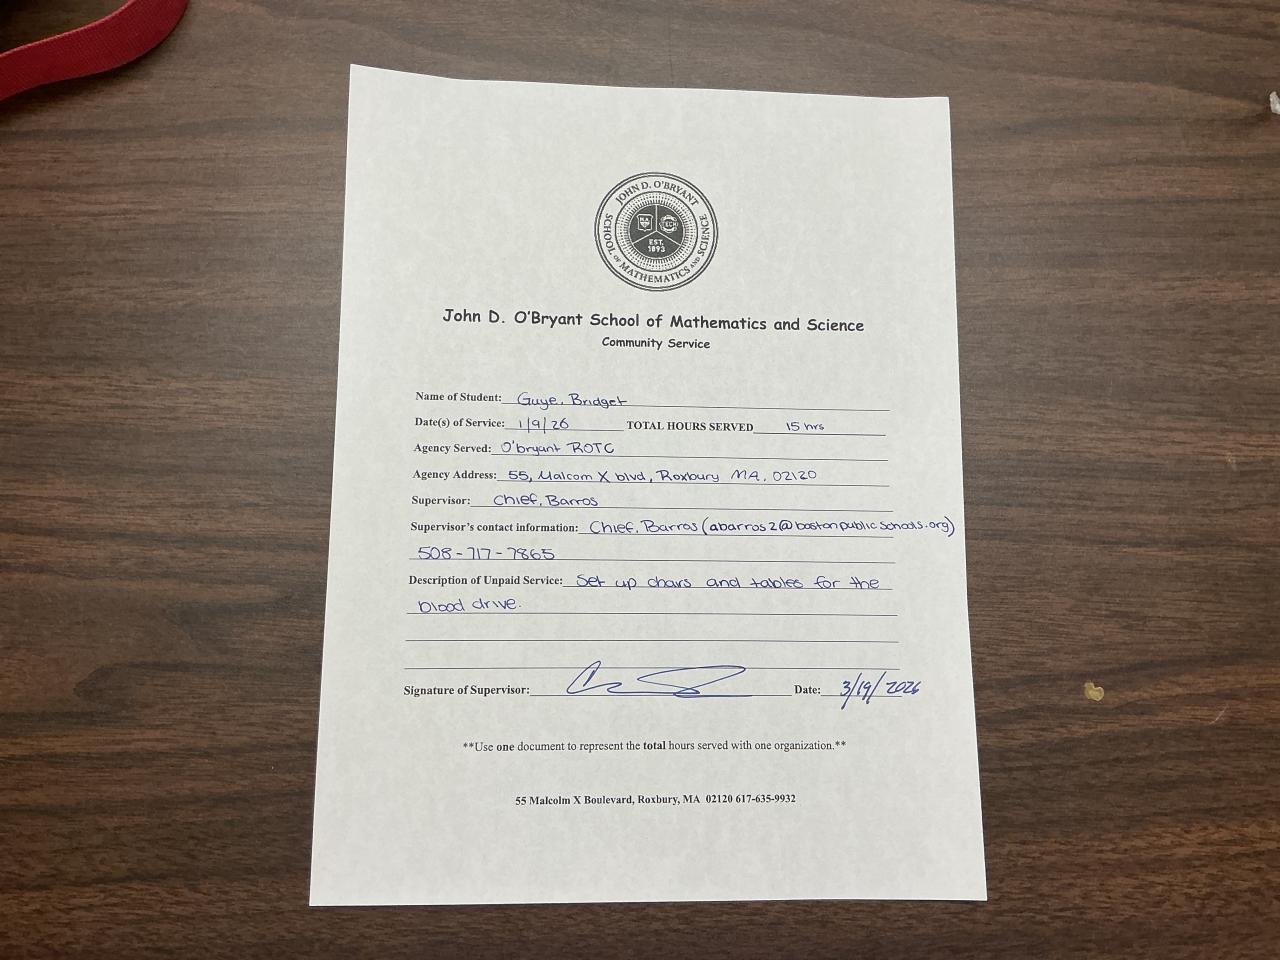 JOHN D. O'BRYANT
SCHOOL OF MATHEMATICS AND SCIENCE
EST.
1893
John D. O'Bryant School of Mathematics and Science
Community Service
Name of Student: Guye, Bridget
Date(s) of Service: 1/9/26 TOTAL HOURS SERVED 15 hrs
Agency Served: O'bryant ROTC
Agency Address: 55, Malcom X blvd, Roxbury MA, 02120
Supervisor: Chief, Barros
Supervisor's contact information: Chief, Barros (abarros2@bostonpublicschools.org)
508-717-7865
Description of Unpaid Service: Set up chairs and tables for the
blood drive.
Signature of Supervisor: Date: 3/19/2026
**Use one document to represent the total hours served with one organization.**
55 Malcolm X Boulevard, Roxbury, MA 02120 617-635-9932